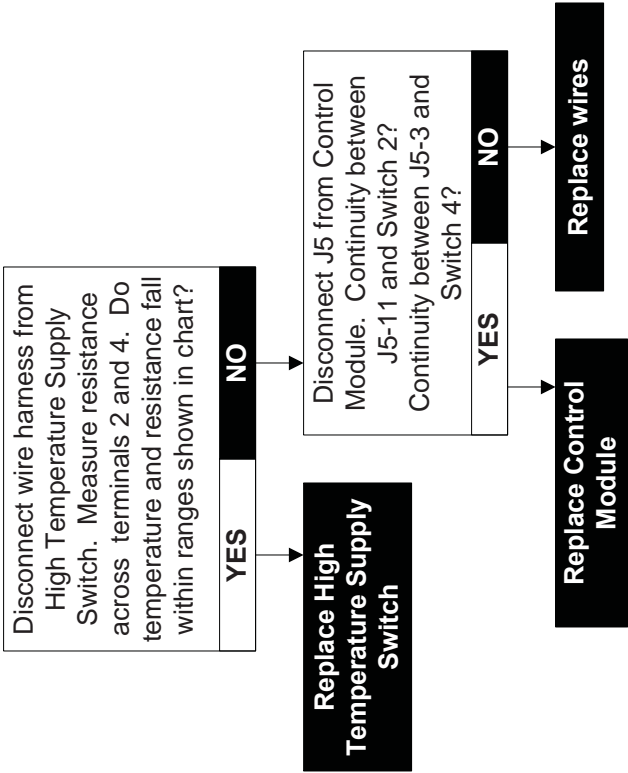 Disconnect wire harness from
High Temperature Supply
Switch. Measure resistance
across terminals 2 and 4. Do
temperature and resistance fall
within ranges shown in chart?
YES
NO
Replace High
Temperature Supply
Switch
Disconnect J5 from Control
Module. Continuity between
J5-11 and Switch 2?
Continuity between J5-3 and
Switch 4?
YES
NO
Replace Control
Module
Replace wires